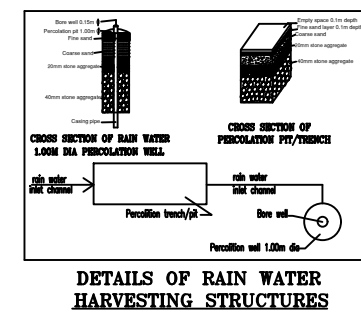 Bore well 0.15m
Percolation pit 1.00m
Fine sand
Coarse sand
20mm stone aggregate
40mm stone aggregate
Casing pipe
CROSS SECTION OF RAIN WATER
1.00M DIA PERCOLATION WELL
Empty space 0.1m depth
Fine sand layer 0.1m depth
Coarse sand
20mm stone aggregate
40mm stone aggregate
CROSS SECTION OF
PERCOLATION PIT/TRENCH
rain water
inlet channel
Percolition trench/pit
rain water
inlet channel
Bore well
Percolition well 1.00m dia
DETAILS OF RAIN WATER
HARVESTING STRUCTURES